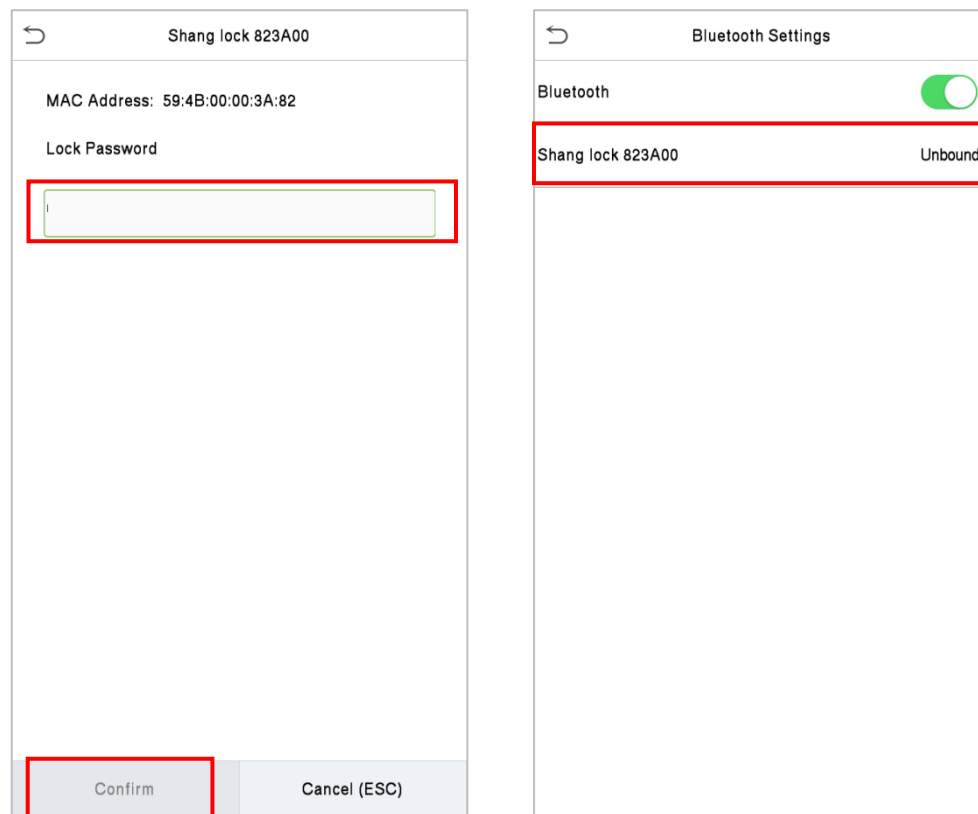 Shang lock 823A00
MAC Address: 59:4B:00:00:3A:82
Lock Password
Confirm
Cancel (ESC)
Bluetooth Settings
Bluetooth
Shang lock 823A00
Unbound